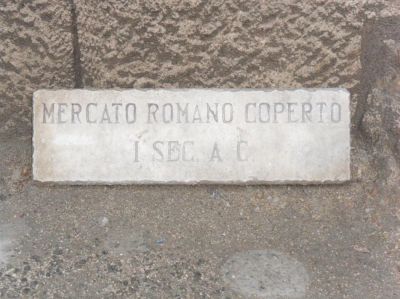 MERCATO ROMANO COPERTO
I SEC. A C.